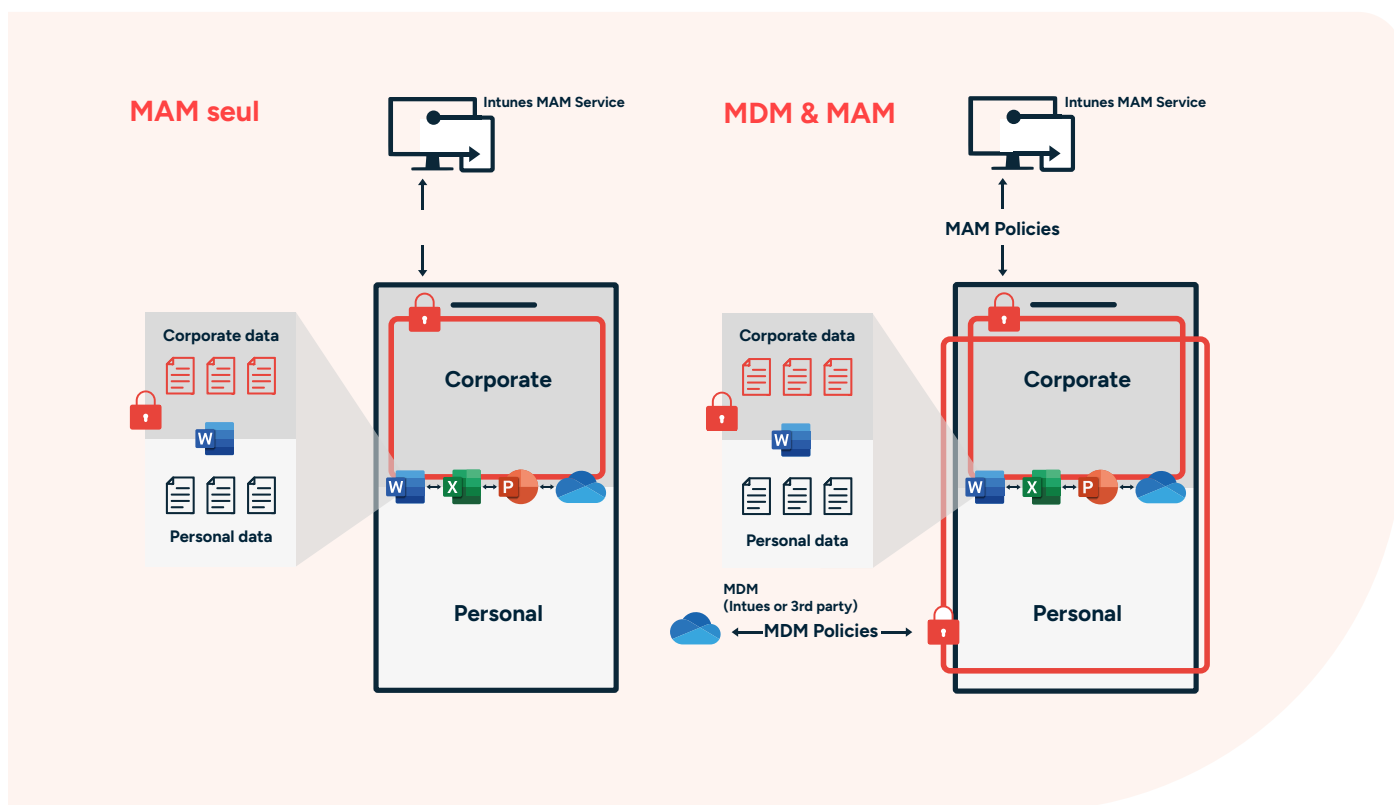 MAM seul
Intunes MAM Service
Corporate data
W
Personal data
Corporate
W X P
Personal
MDM & MAM
Intunes MAM Service
MAM Policies
Corporate data
W
Personal data
Corporate
W X P
Personal
MDM
(Intues or 3rd party)
MDM Policies